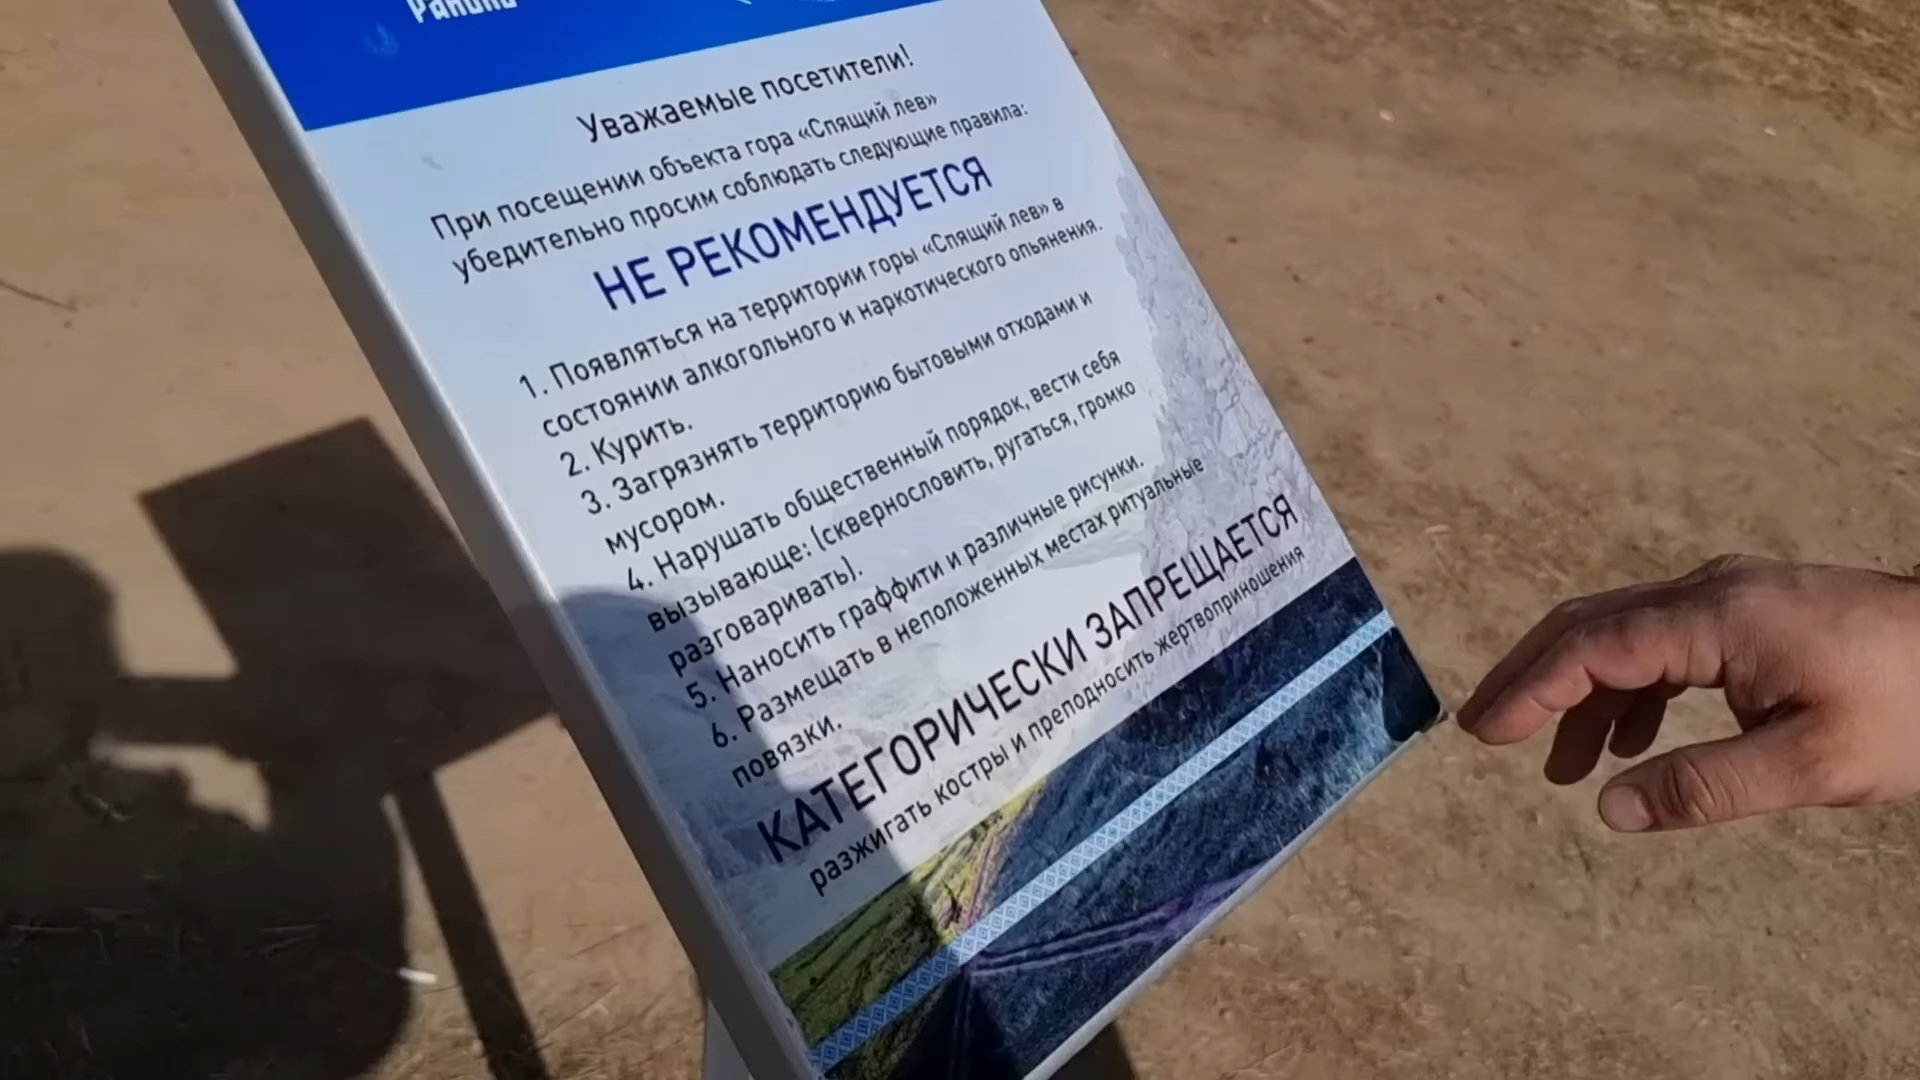 Уважаемые посетители!
При посещении объекта гора «Спящий лев»
убедительно просим соблюдать следующие правила:
НЕ РЕКОМЕНДУЕТСЯ
1. Появляться на территории горы «Спящий лев» в
состоянии алкогольного и наркотического опьянения.
2. Курить.
3. Загрязнять территорию бытовыми отходами и
мусором.
4. Нарушать общественный порядок, вести себя
вызывающе: (сквернословить, ругаться, громко
разговаривать).
5. Наносить граффити и различные рисунки.
6. Размещать в неположенных местах ритуальные
повязки.
КАТЕГОРИЧЕСКИ ЗАПРЕЩАЕТСЯ
разжигать костры и преподносить жертвоприношения